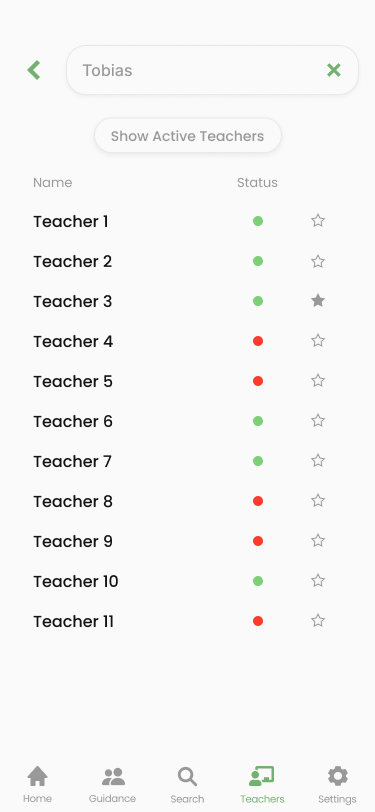 Tobias
Show Active Teachers
Name Status
Teacher 1
Teacher 2
Teacher 3
Teacher 4
Teacher 5
Teacher 6
Teacher 7
Teacher 8
Teacher 9
Teacher 10
Teacher 11
Home Guidance Search Teachers Settings